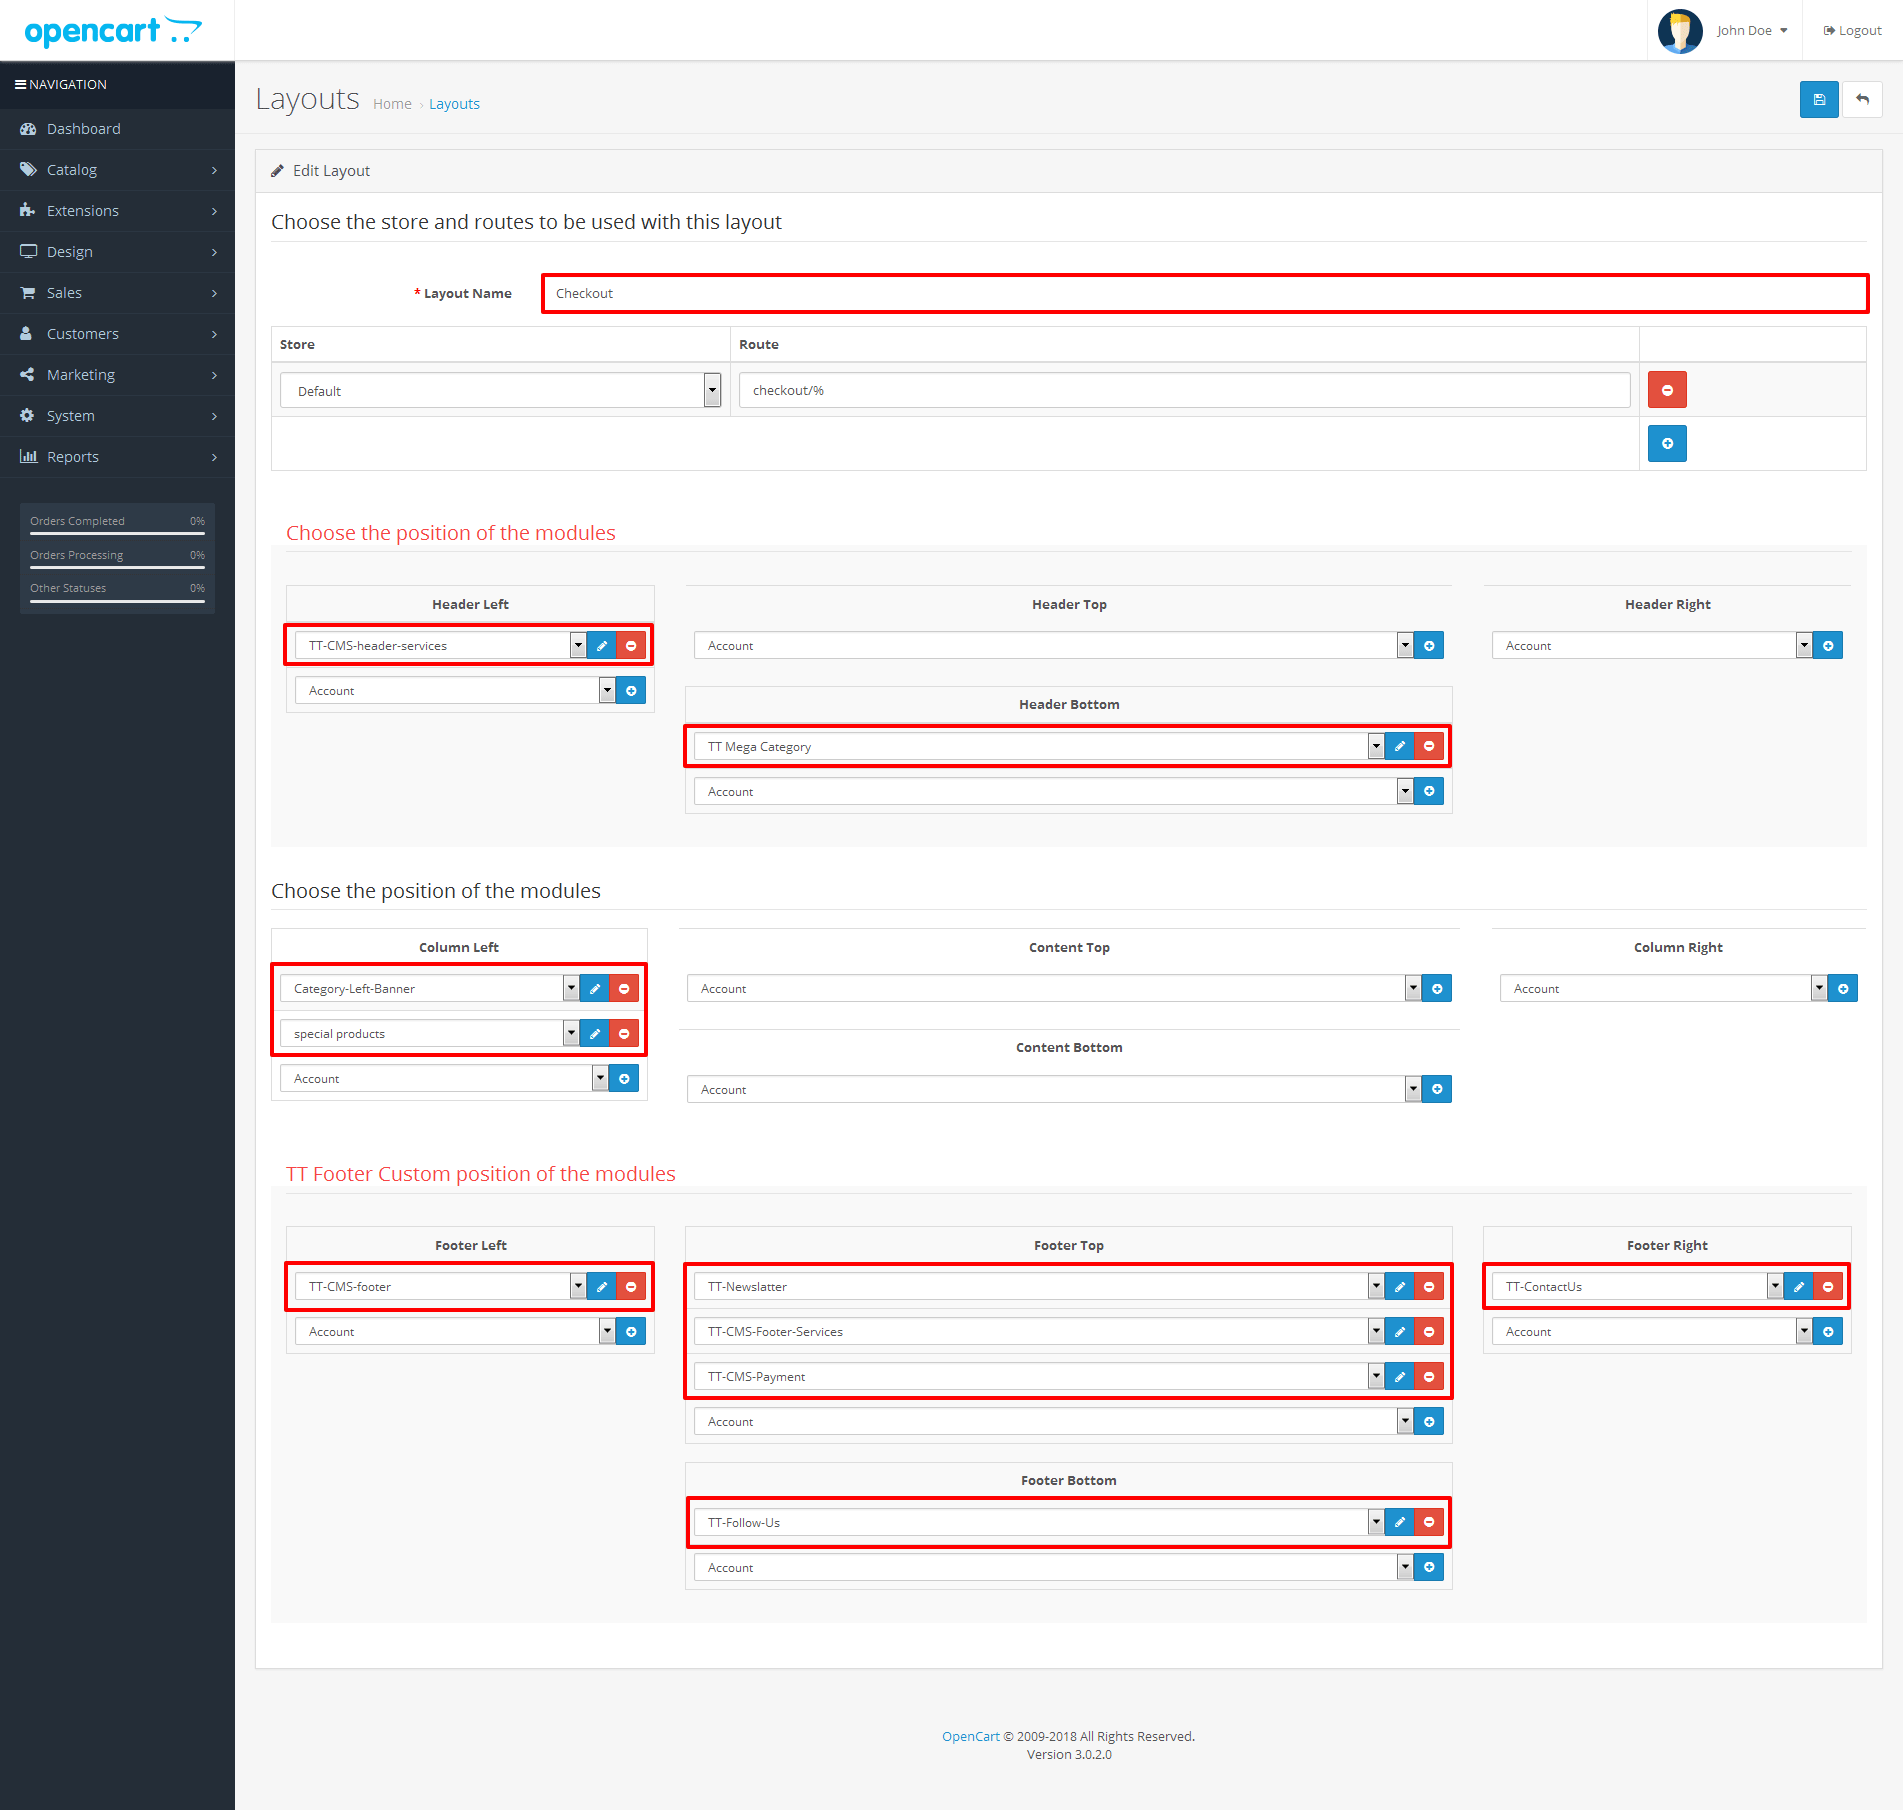 opencart
John Doe
Logout
NAVIGATION
Dashboard
Catalog
Extensions
Design
Sales
Customers
Marketing
System
Reports
Orders Completed 0%
Orders Processing 0%
Other Statuses 0%
Layouts Home › Layouts
Edit Layout
Choose the store and routes to be used with this layout
* Layout Name Checkout
Store Route
Default checkout/%
Choose the position of the modules
Header Left Header Top Header Right
TT-CMS-header-services Account Account
Account
Header Bottom
TT Mega Category
Account
Choose the position of the modules
Column Left Content Top Column Right
Category-Left-Banner Account Account
special products
Content Bottom
Account Account
TT Footer Custom position of the modules
Footer Left Footer Top Footer Right
TT-CMS-footer TT-Newslatter TT-ContactUs
Account TT-CMS-Footer-Services Account
TT-CMS-Payment
Account
Footer Bottom
TT-Follow-Us
Account
OpenCart © 2009-2018 All Rights Reserved.
Version 3.0.2.0